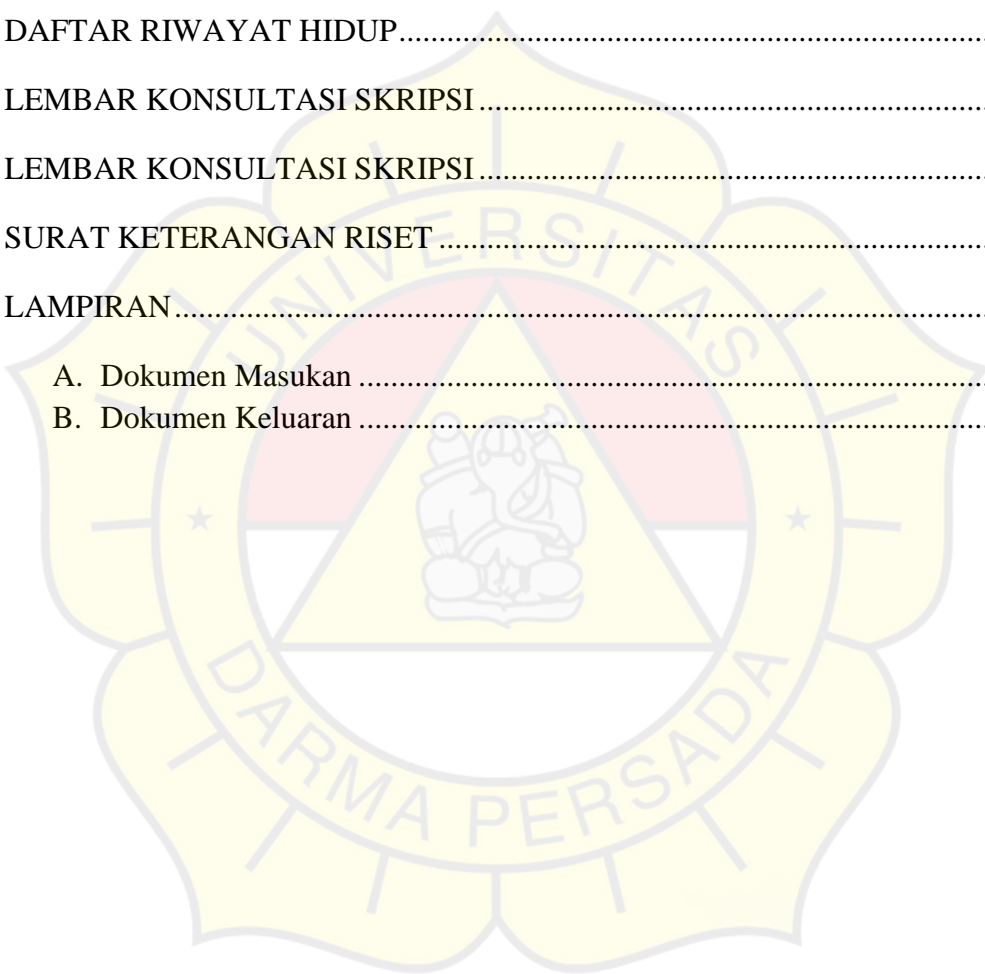 DAFTAR RIWAYAT HIDUP....................................................................................
LEMBAR KONSULTASI SKRIPSI..........................................................................
LEMBAR KONSULTASI SKRIPSI..........................................................................
SURAT KETERANGAN RISET...............................................................................
LAMPIRAN................................................................................................................
A. Dokumen Masukan..........................................................................................
B. Dokumen Keluaran..........................................................................................
UNIVERSITAS
DARMA PERSADA